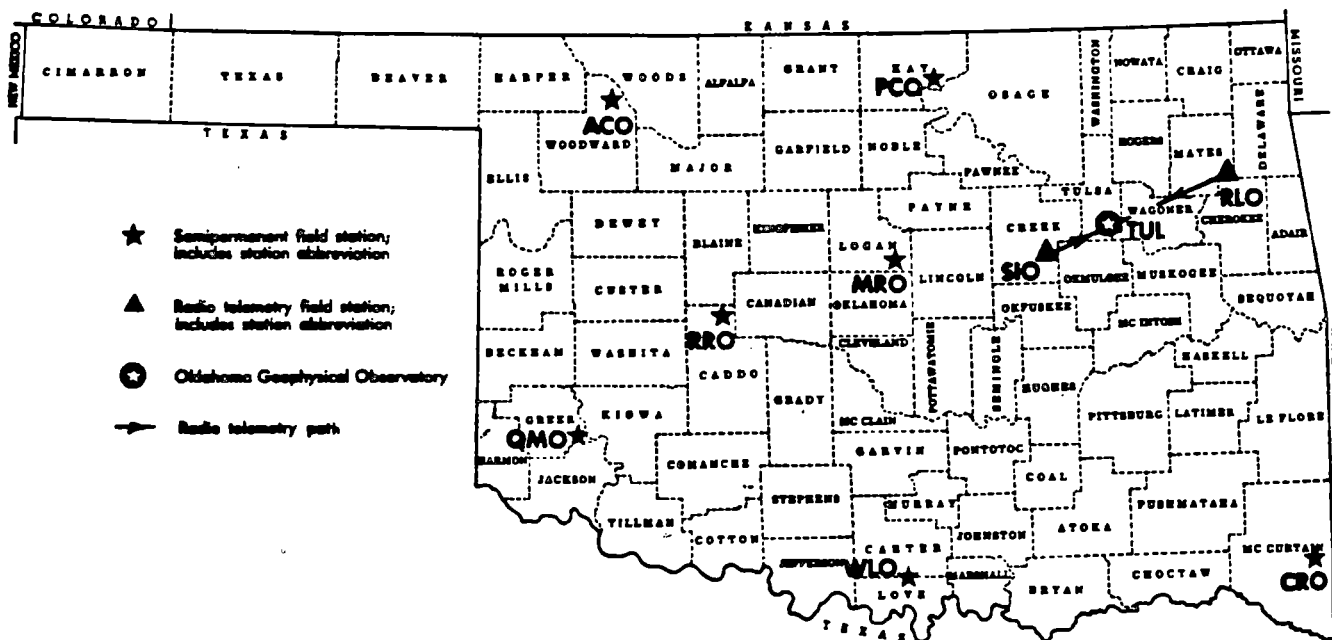 COLORADO
KANSAS
NEW MEXICO
MISSOURI
CIMARRON
TEXAS
BEAVER
HARPER
WOODS
ALFALFA
GRANT
KAY
PCO
OSAGE
WASHINGTON
NOWATA
CRAIG
OTTAWA
ACO
TEXAS
WOODWARD
MAJOR
GARFIELD
NOBLE
PAWNEE
ROGERS
MAYES
DELAWARE
ELLIS
TULSA
RLO
DEWEY
BLAINE
KINGFISHER
LOGAN
PAYNE
CREEK
TUL
WAGONER
CHEROKEE
ADAIR
Semipermanent field station;
includes station abbreviation
ROGER
MILLS
CUSTER
CANADIAN
MRO
OKLAHOMA
LINCOLN
SIO
OKMULGEE
MUSKOGEE
SEQUOYAH
OKFUSKEE
MC INTOSH
Radio telemetry field station;
includes station abbreviation
BECKHAM
WASHITA
RRO
CADDO
CLEVELAND
POTTAWATOMIE
SEMINOLE
HUGHES
HASKELL
Oklahoma Geophysical Observatory
GREER
KIOWA
GRADY
MC CLAIN
PITTSBURG
LATIMER
LE FLORE
Radio telemetry path
QMO
HARMON
JACKSON
COMANCHE
GARVIN
PONTOTOC
COAL
STEPHENS
MURRAY
PUSHMATAHA
TILLMAN
COTTON
JOHNSTON
ATOKA
CARTER
JEFFERSON
WLO
LOVE
MARSHALL
BRYAN
CHOCTAW
MC CURTAIN
CRO
TEXAS